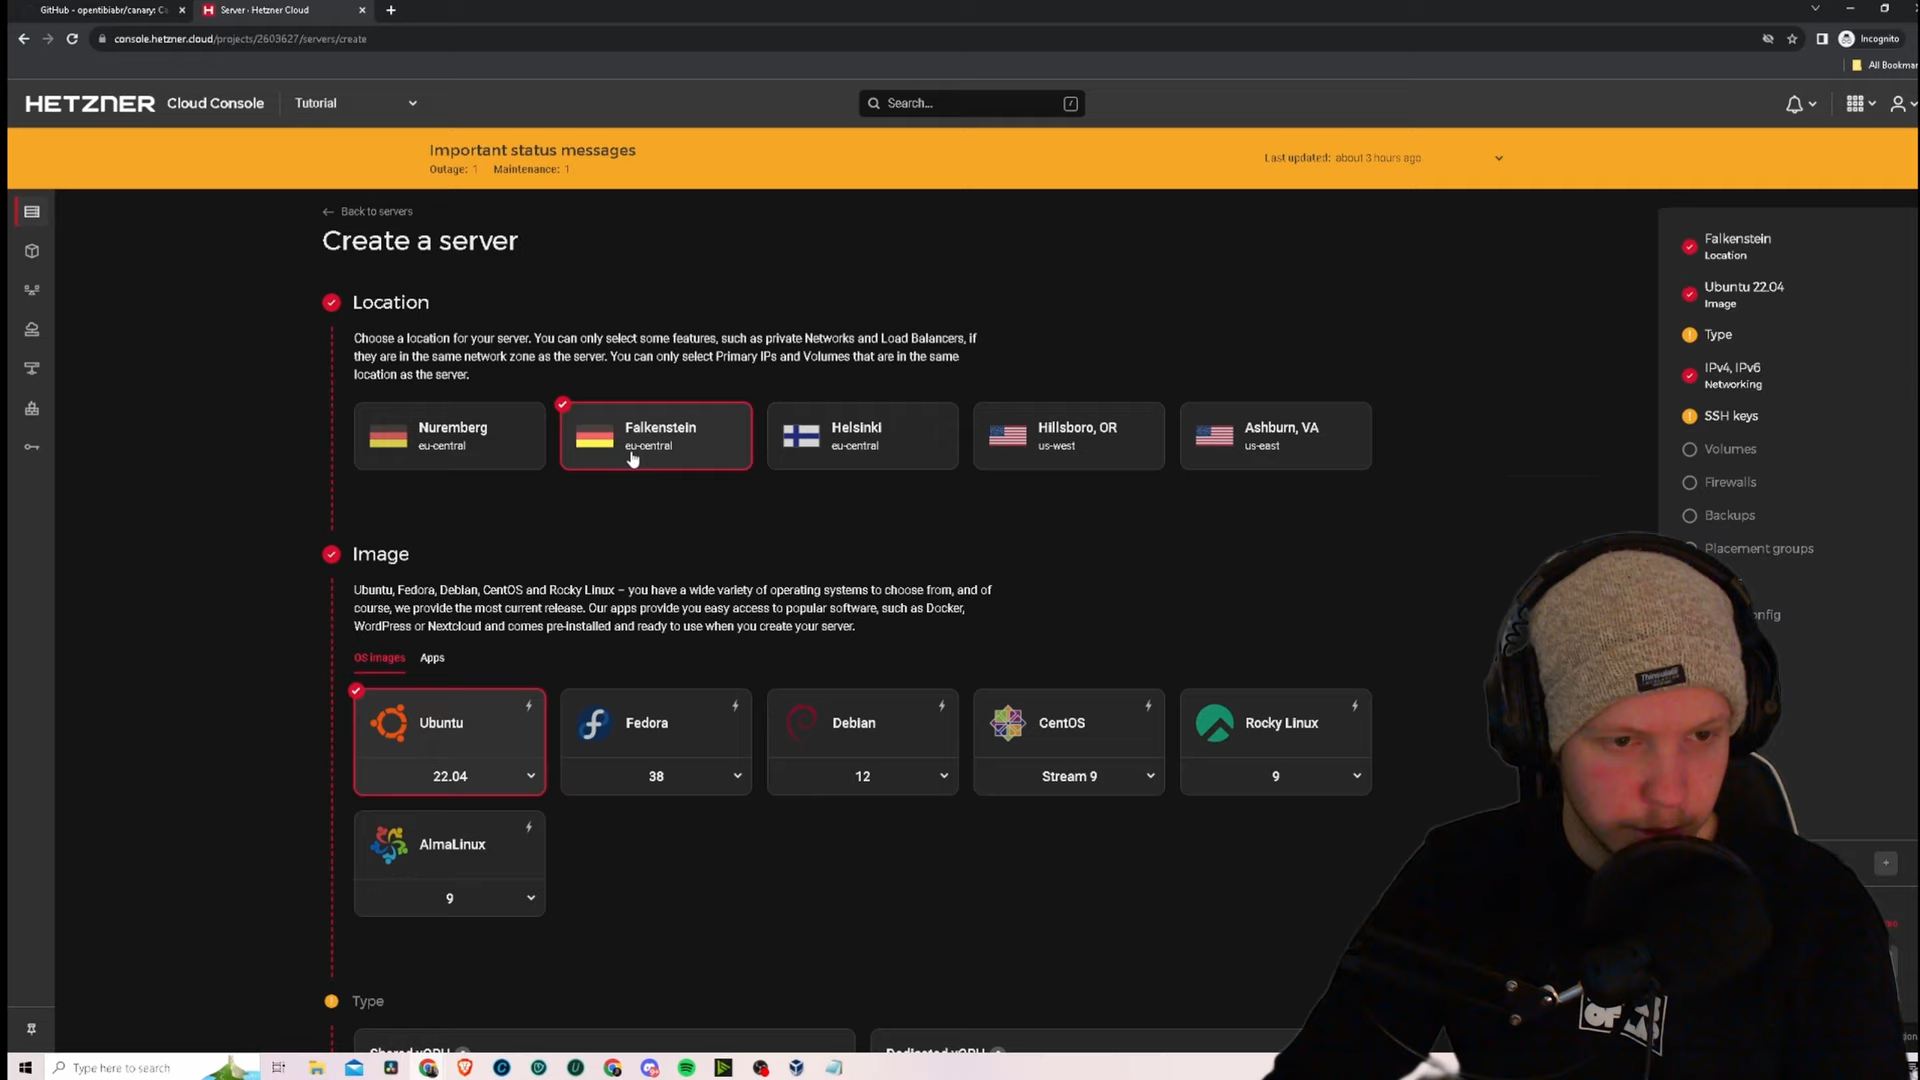 GitHub - opentibiabr/canary: Ca
Server · Hetzner Cloud
console.hetzner.cloud/projects/2603627/servers/create
Incognito
All Bookmar
HETZNER Cloud Console
Tutorial
Search...
/
Important status messages
Outage: 1 Maintenance: 1
Last updated: about 3 hours ago
Back to servers
Create a server
Location
Choose a location for your server. You can only select some features, such as private Networks and Load Balancers, if
they are in the same network zone as the server. You can only select Primary IPs and Volumes that are in the same
location as the server.
Nuremberg
eu-central
Falkenstein
eu-central
Helsinki
eu-central
Hillsboro, OR
us-west
Ashburn, VA
us-east
Image
Ubuntu, Fedora, Debian, CentOS and Rocky Linux – you have a wide variety of operating systems to choose from, and of
course, we provide the most current release. Our apps provide you easy access to popular software, such as Docker,
WordPress or Nextcloud and comes pre-installed and ready to use when you create your server.
OS images
Apps
Ubuntu
22.04
Fedora
38
Debian
12
CentOS
Stream 9
Rocky Linux
9
AlmaLinux
9
Type
Shared vCPU
Dedicated vCPU
Falkenstein
Location
Ubuntu 22.04
Image
Type
IPv4, IPv6
Networking
SSH keys
Volumes
Firewalls
Backups
Placement groups
onfig
Thinsulate
OF
Type here to search